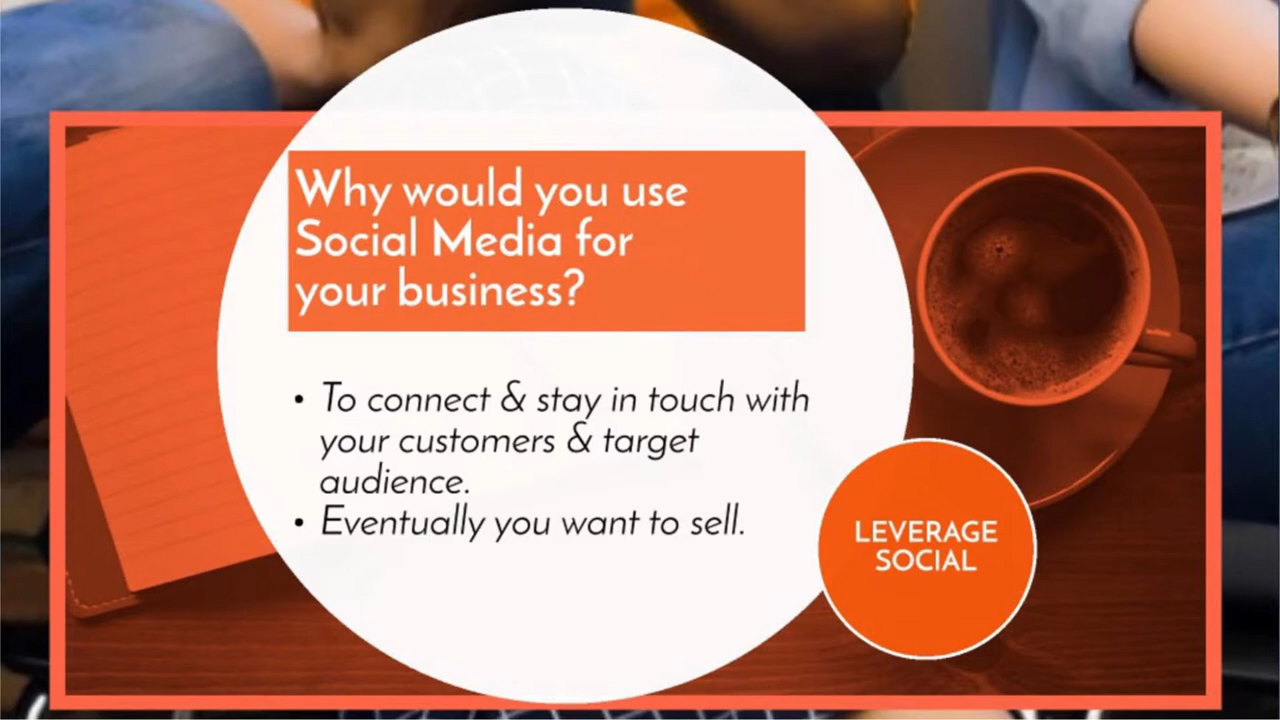 Why would you use
Social Media for
your business?
• To connect & stay in touch with
your customers & target
audience.
• Eventually you want to sell.
LEVERAGE
SOCIAL